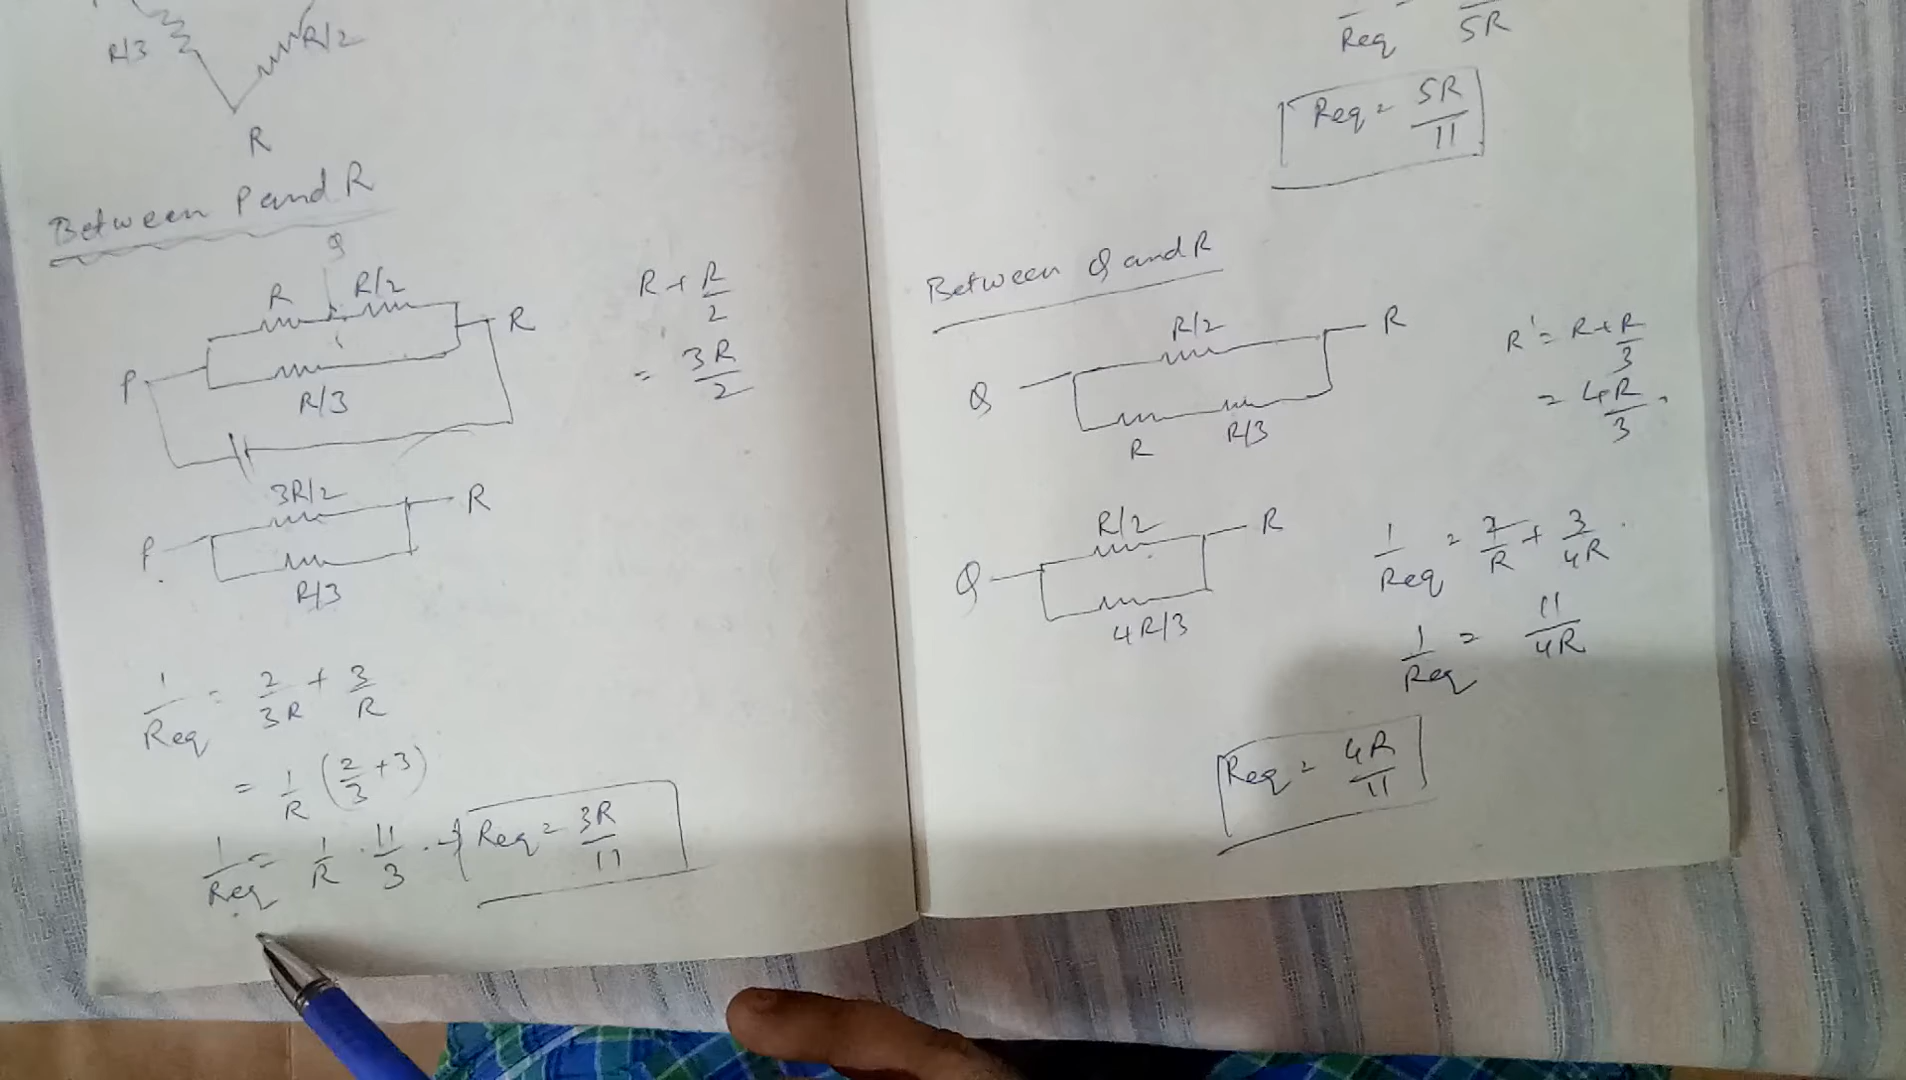 R/3
R/2
R
Between P and R
Q
R
R/2
R
P
R/3
R + R/2
= 3R/2
3R/2
R
P
R/3
1/Req = 2/3R + 3/R
= 1/R (2/3 + 3)
1/Req = 1/R . 11/3 .
Req = 3R/11
Req
5R
Req = 5R/11
Between Q and R
R/2
R
Q
R
R/3
R' = R + R/3
= 4R/3
R/2
R
Q
4R/3
1/Req = 2/R + 3/4R
1/Req = 11/4R
Req = 4R/11